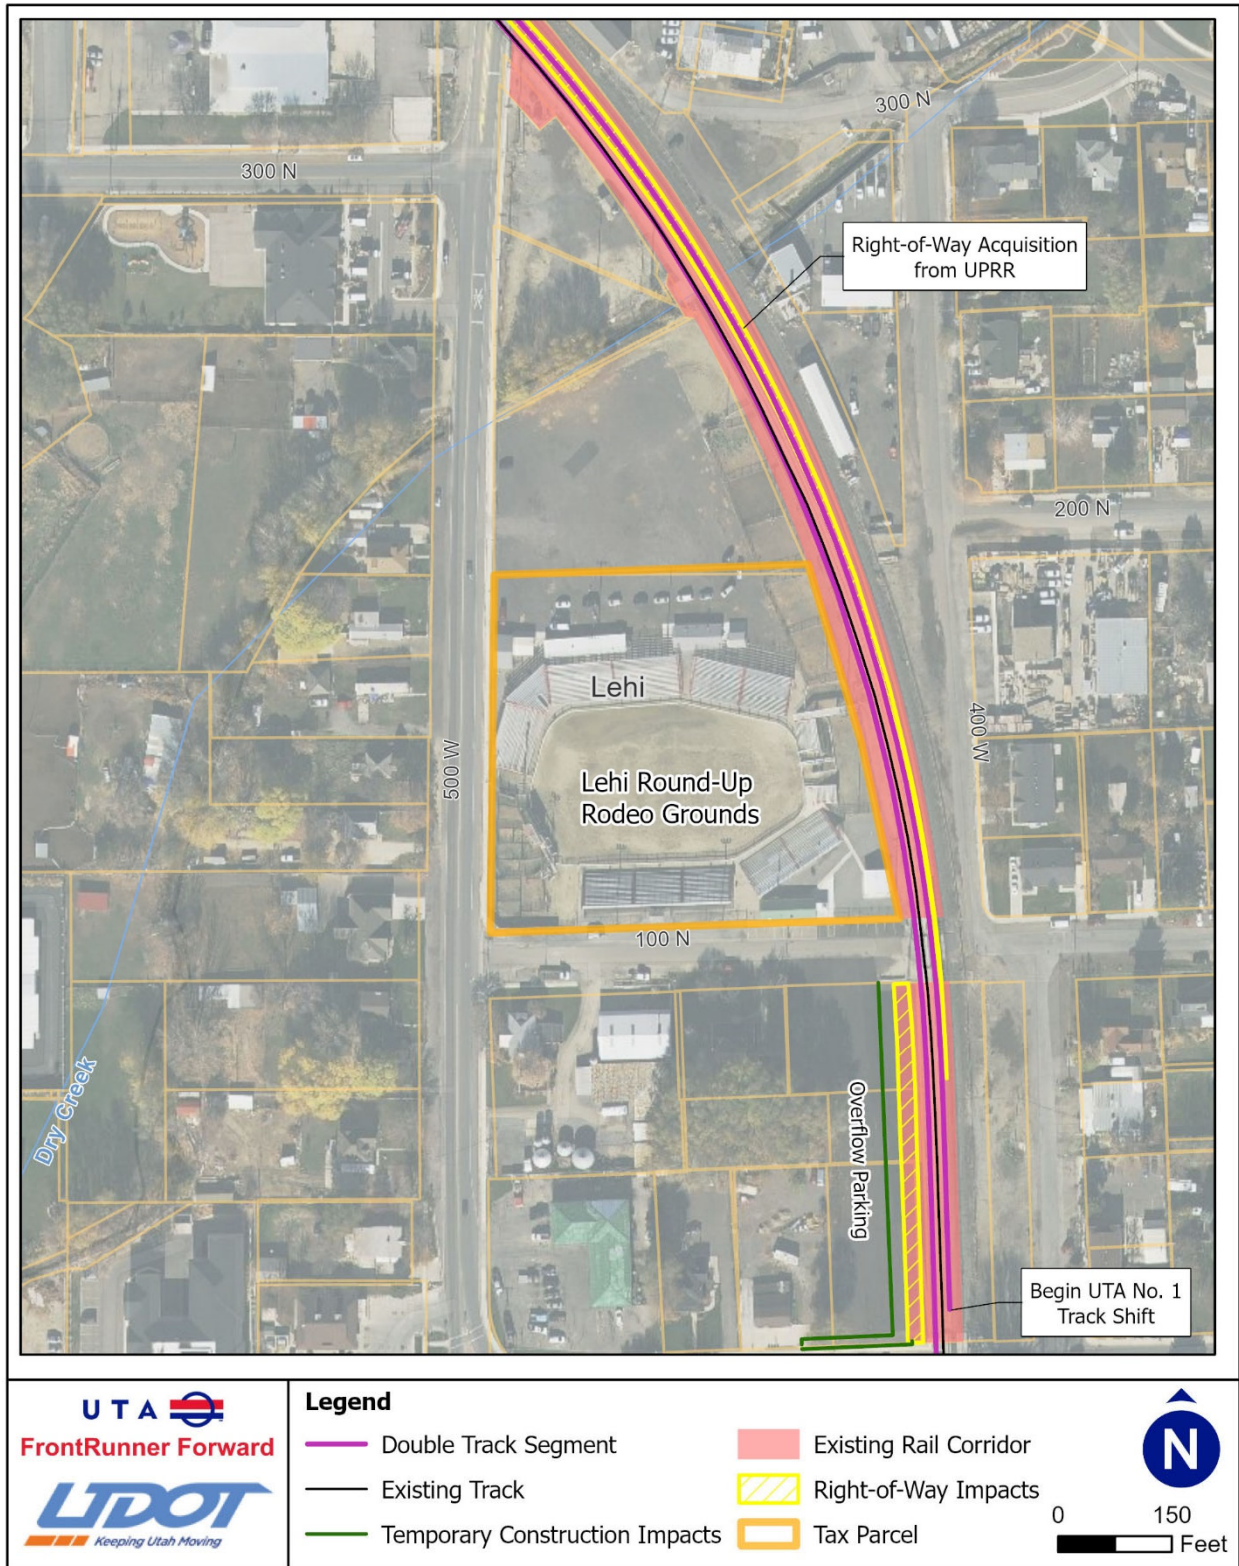 300 N
300 N
Right-of-Way Acquisition
from UPRR
200 N
Lehi
400 W
500 W
Lehi Round-Up
Rodeo Grounds
100 N
Dry Creek
Overflow Parking
Begin UTA No. 1
Track Shift
UTA
FrontRunner Forward
UDOT
Keeping Utah Moving
Legend
Double Track Segment
Existing Track
Temporary Construction Impacts
Existing Rail Corridor
Right-of-Way Impacts
Tax Parcel
N
0 150
Feet